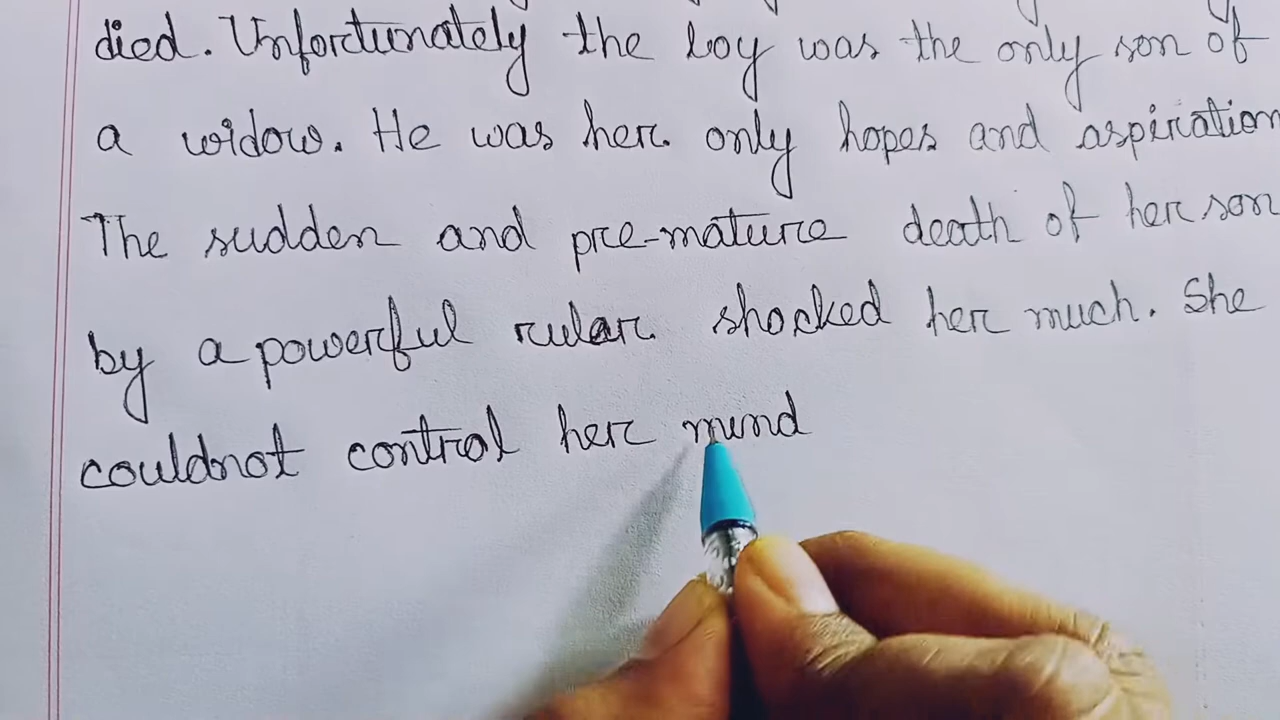 died. Unfortunately the boy was the only son of
a widow. He was her only hopes and aspiration
The sudden and pre-mature death of her son
by a powerful rular shocked her much. She
couldnot control her mind